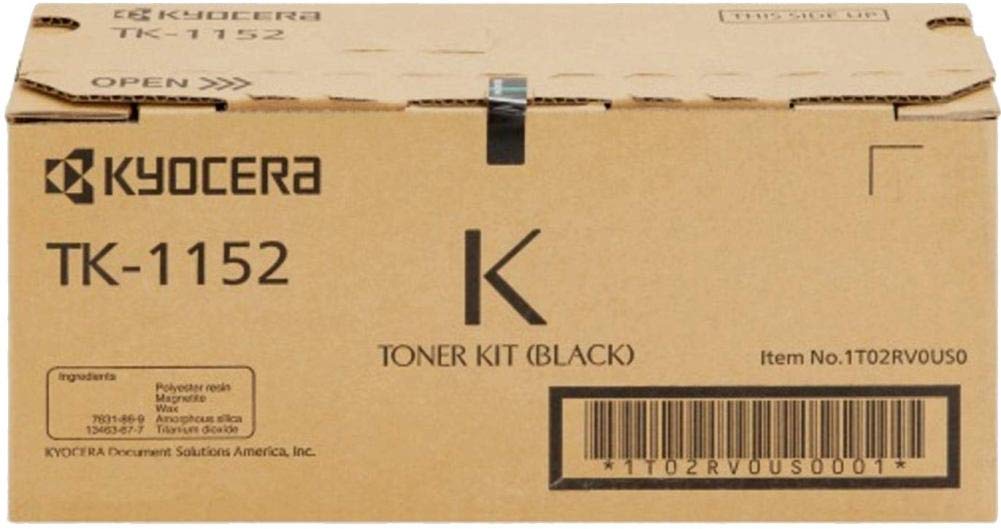 KYOCERA
TK-1152
THIS SIDE UP
OPEN >>>
KYOCERA
TK-1152
K
TONER KIT (BLACK)
Item No.1T02RV0US0
Ingredients
Polyester resin
Magnetite
Wax
7631-86-9 Amorphous silica
13463-67-7 Titanium dioxide
KYOCERA Document Solutions America, Inc.
*1T02RV0US0001*